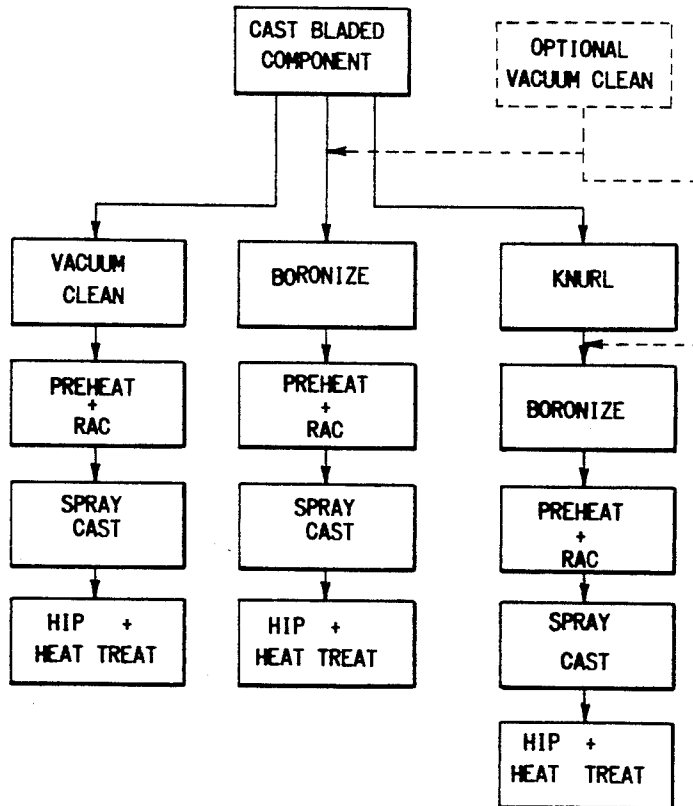 CAST BLADED
COMPONENT
OPTIONAL
VACUUM CLEAN
VACUUM
CLEAN
PREHEAT
+
RAC
SPRAY
CAST
HIP +
HEAT TREAT
BORONIZE
PREHEAT
+
RAC
SPRAY
CAST
HIP +
HEAT TREAT
KNURL
BORONIZE
PREHEAT
+
RAC
SPRAY
CAST
HIP +
HEAT TREAT